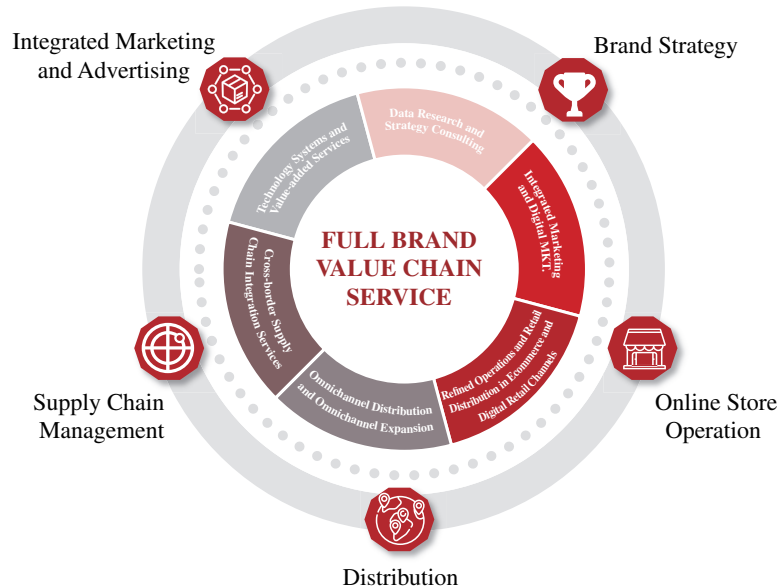 Integrated Marketing
and Advertising
Brand Strategy
Data Research and
Strategy Consulting
Technology Systems and
Value-added Services
Integrated Marketing
and Digital MKT.
FULL BRAND
VALUE CHAIN
SERVICE
Cross-border Supply
Chain Integration Services
Refined Operations and Retail
Distribution in Ecommerce and
Digital Retail Channels
Omnichannel Distribution
and Omnichannel Expansion
Supply Chain
Management
Online Store
Operation
Distribution